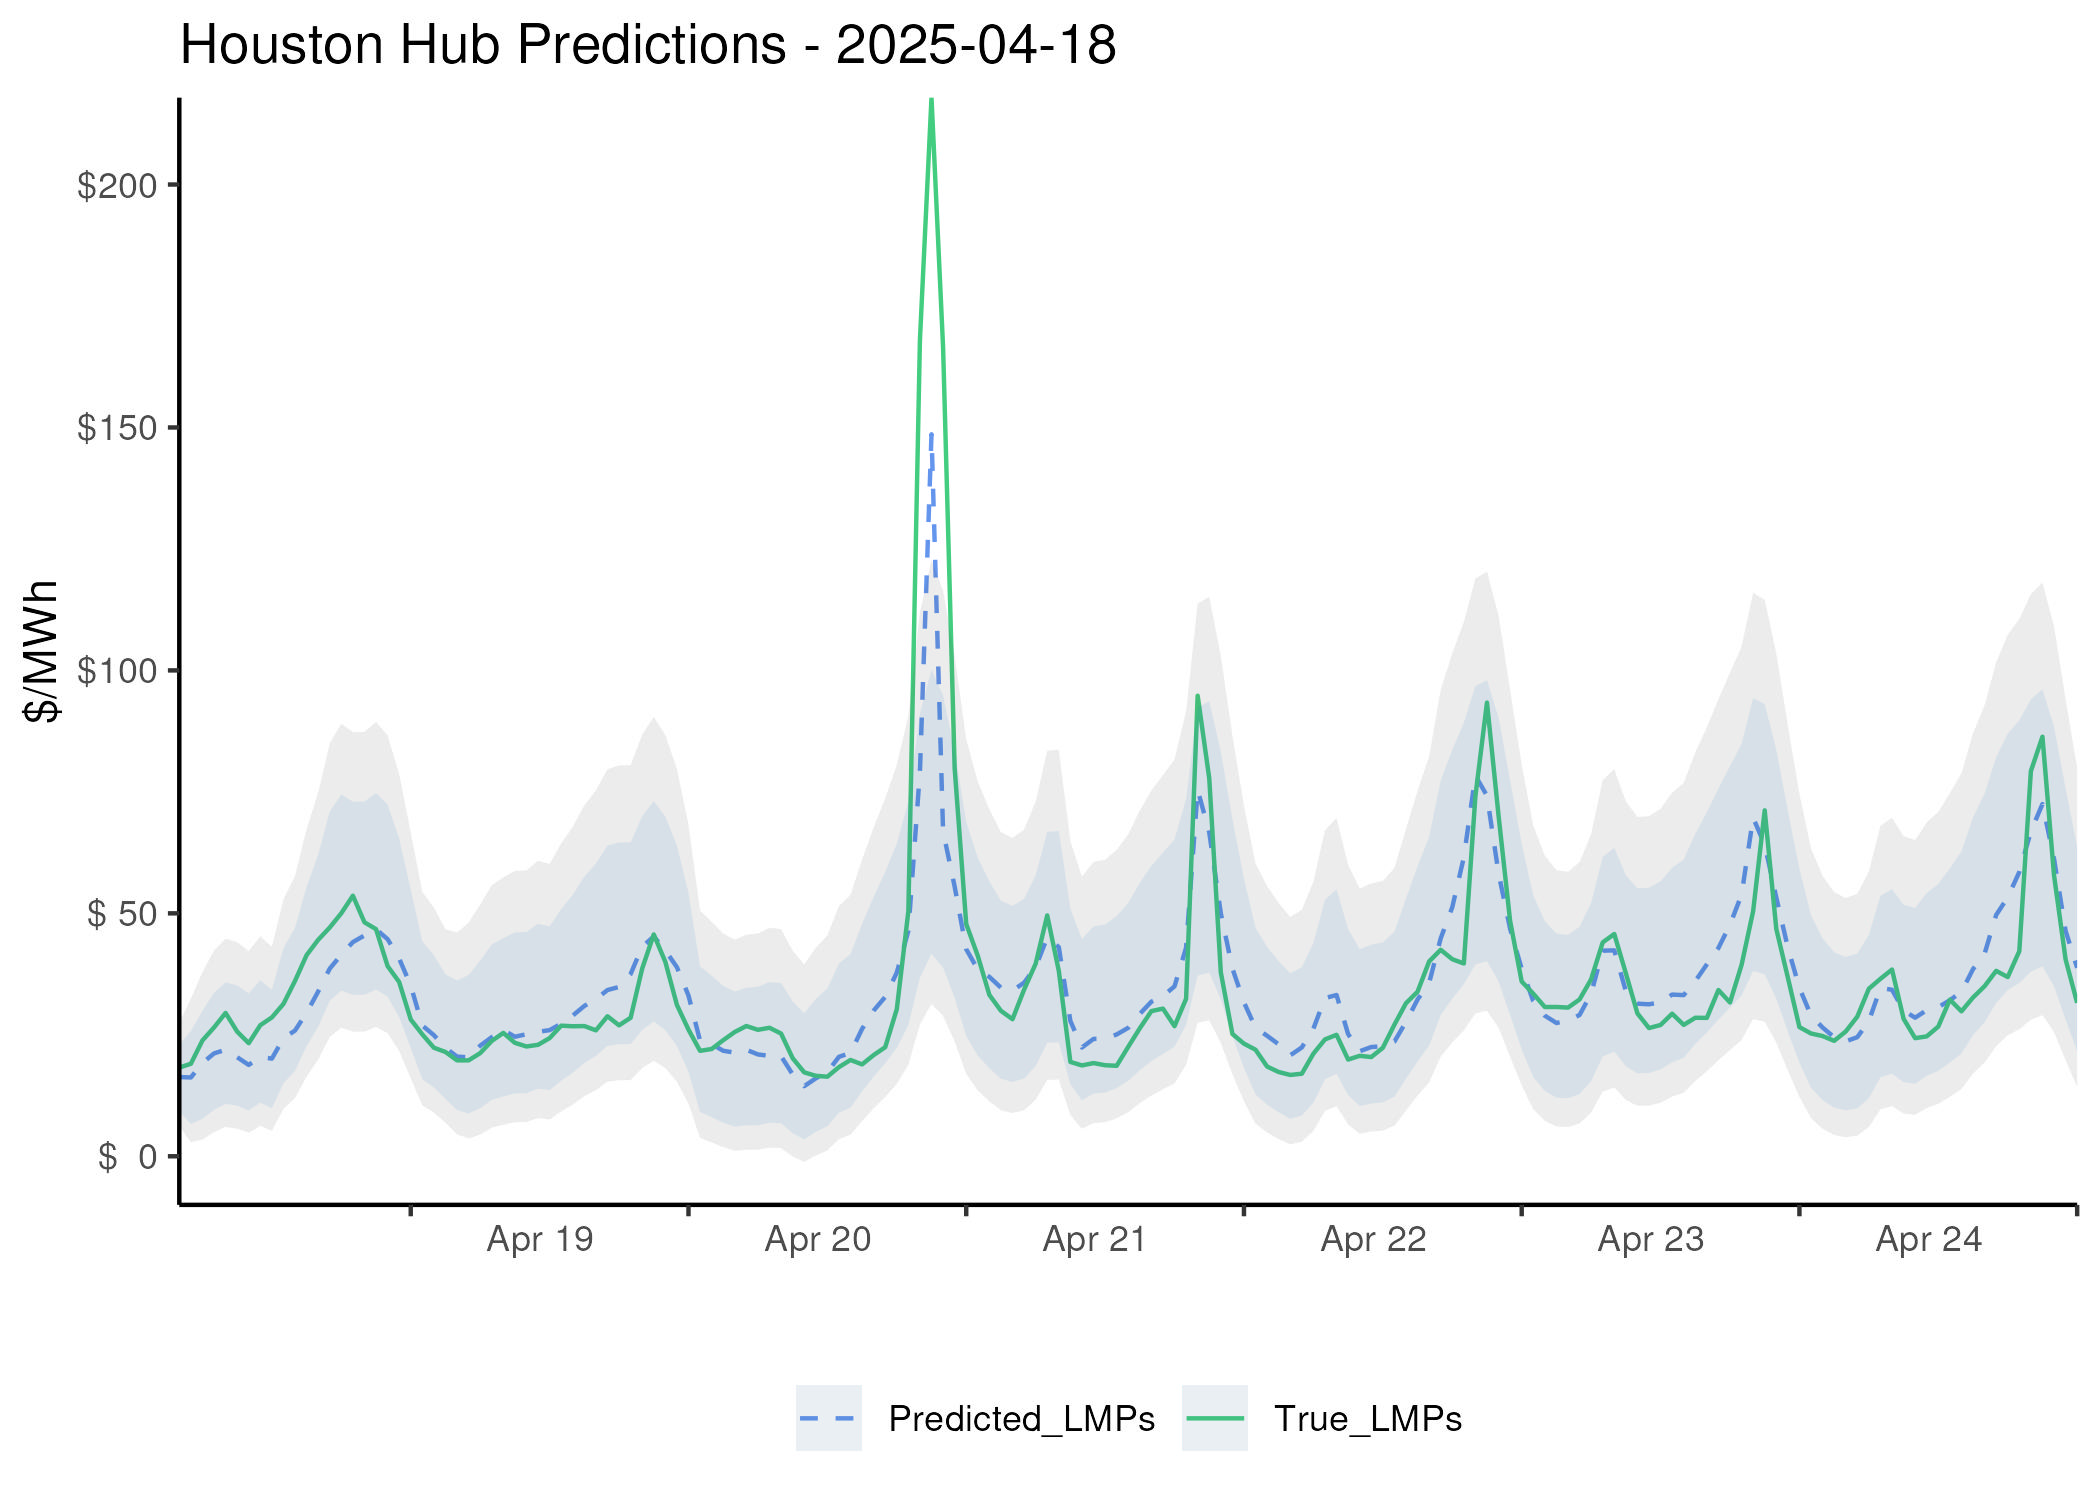 Houston Hub Predictions - 2025-04-18
$200
$150
$100
$ 50
$  0
$/MWh
Apr 19 Apr 20 Apr 21 Apr 22 Apr 23 Apr 24
Predicted_LMPs True_LMPs